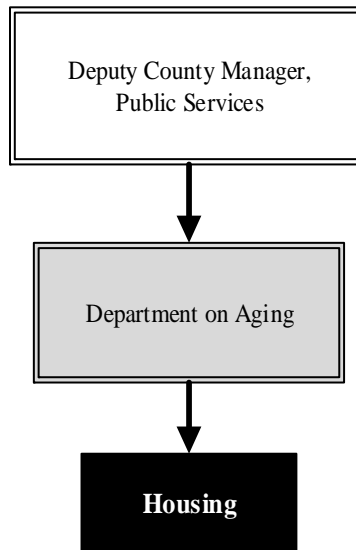 Deputy County Manager,
Public Services
Department on Aging
Housing